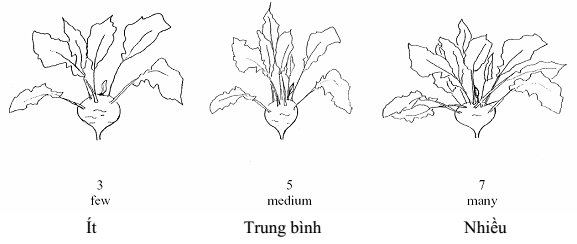 3 5 7
few medium many
Ít Trung bình Nhiều